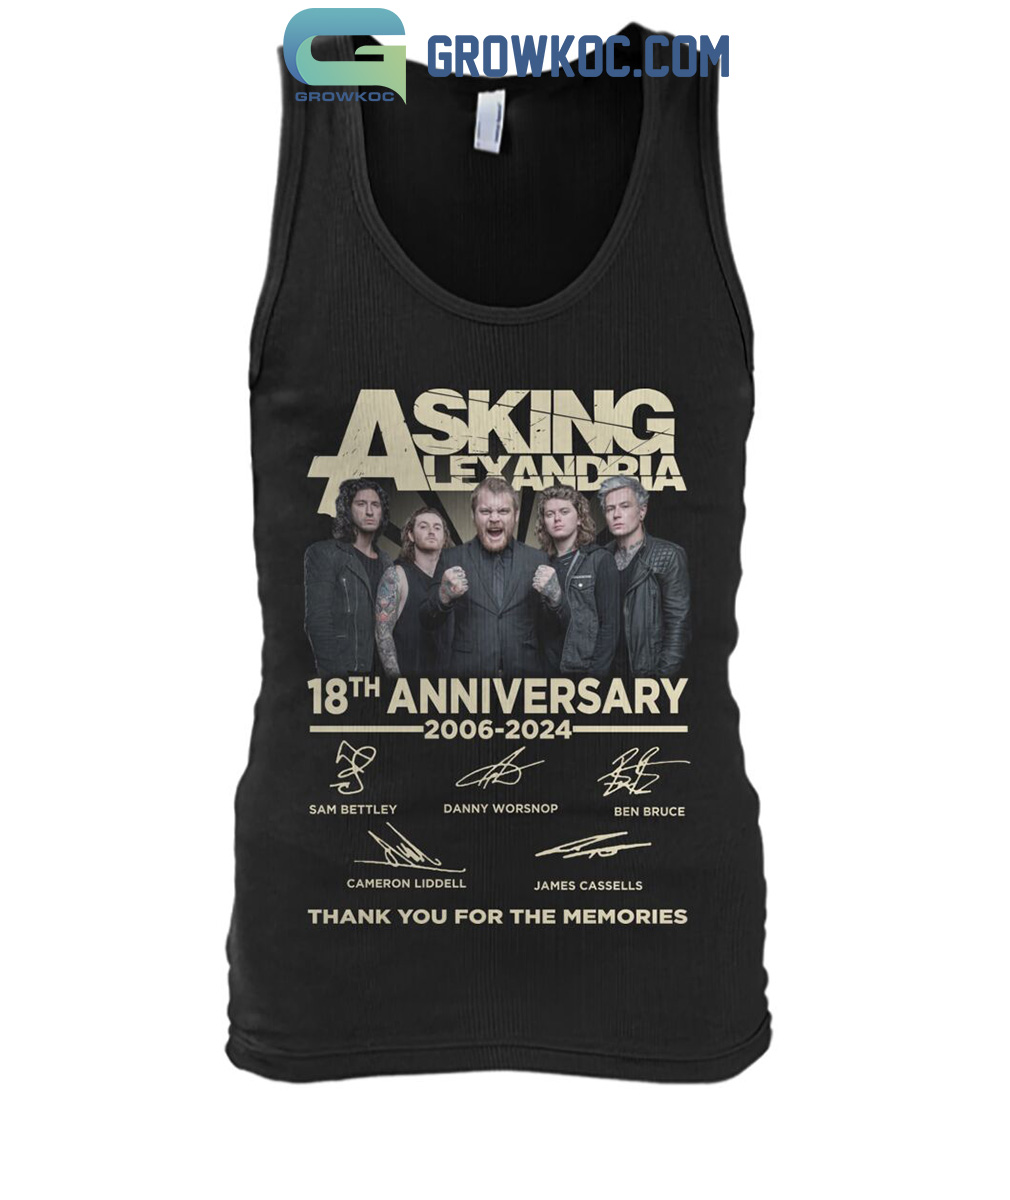 GROWKOC
GROWKOC.COM
ASKING
ALEXANDRIA
18TH ANNIVERSARY
2006-2024
SAM BETTLEY
DANNY WORSNOP
BEN BRUCE
CAMERON LIDDELL
JAMES CASSELLS
THANK YOU FOR THE MEMORIES